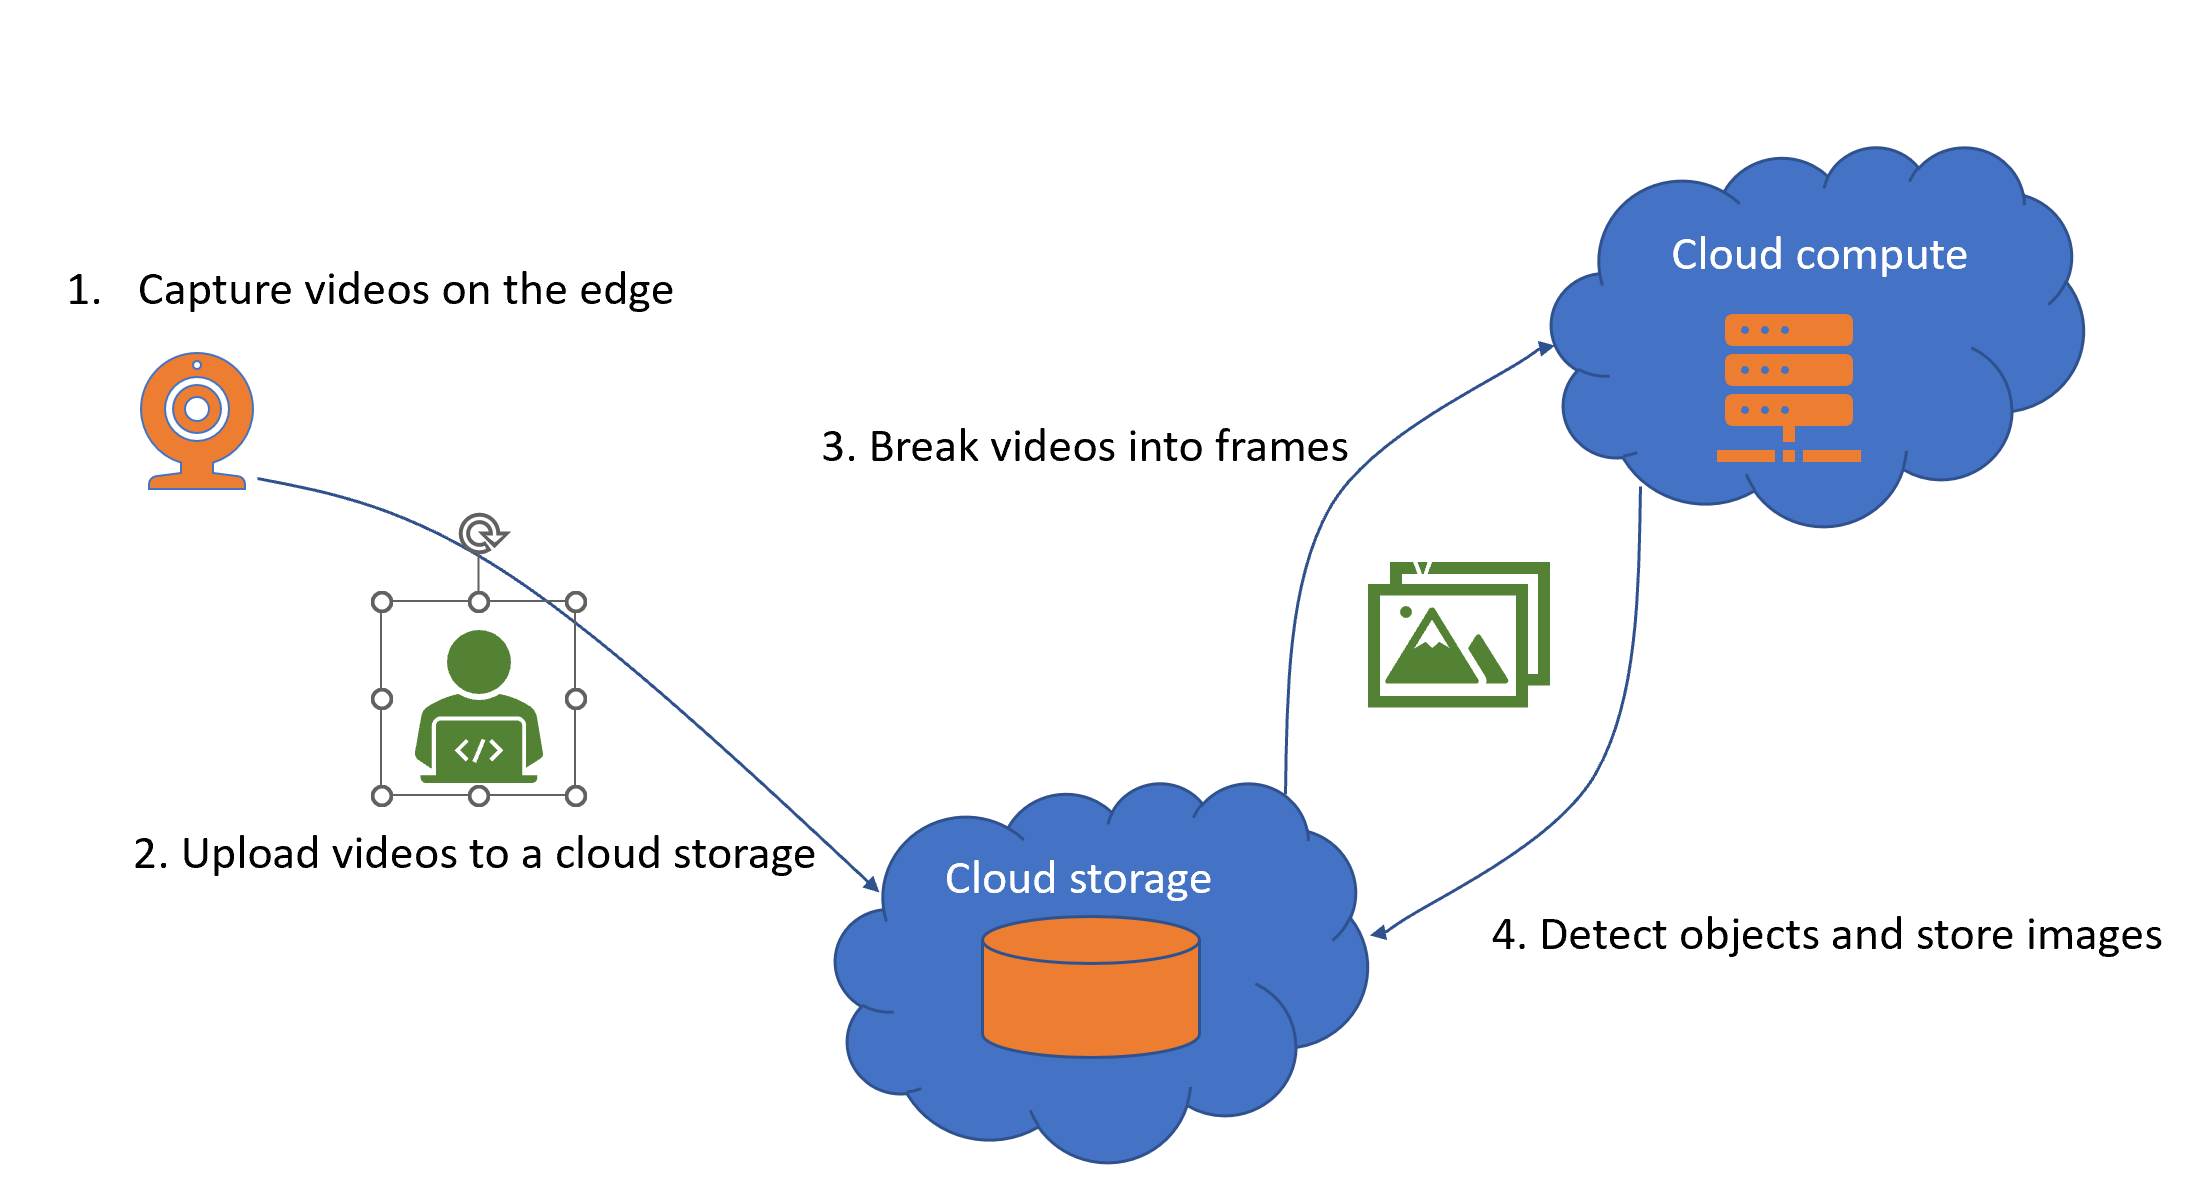 Cloud compute
1. Capture videos on the edge
3. Break videos into frames
</>
2. Upload videos to a cloud storage
Cloud storage
4. Detect objects and store images